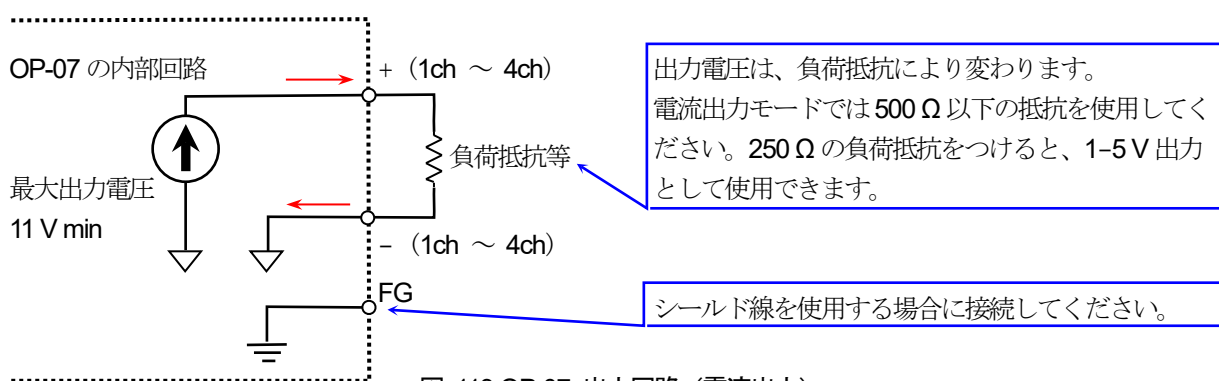 OP-07 の内部回路
+ (1ch ～ 4ch)
負荷抵抗等
最大出力電圧
11 V min
− (1ch ～ 4ch)
FG
出力電圧は、負荷抵抗により変わります。
電流出力モードでは 500 Ω 以下の抵抗を使用してく
ださい。250 Ω の負荷抵抗をつけると、1−5 V 出力
として使用できます。
シールド線を使用する場合に接続してください。